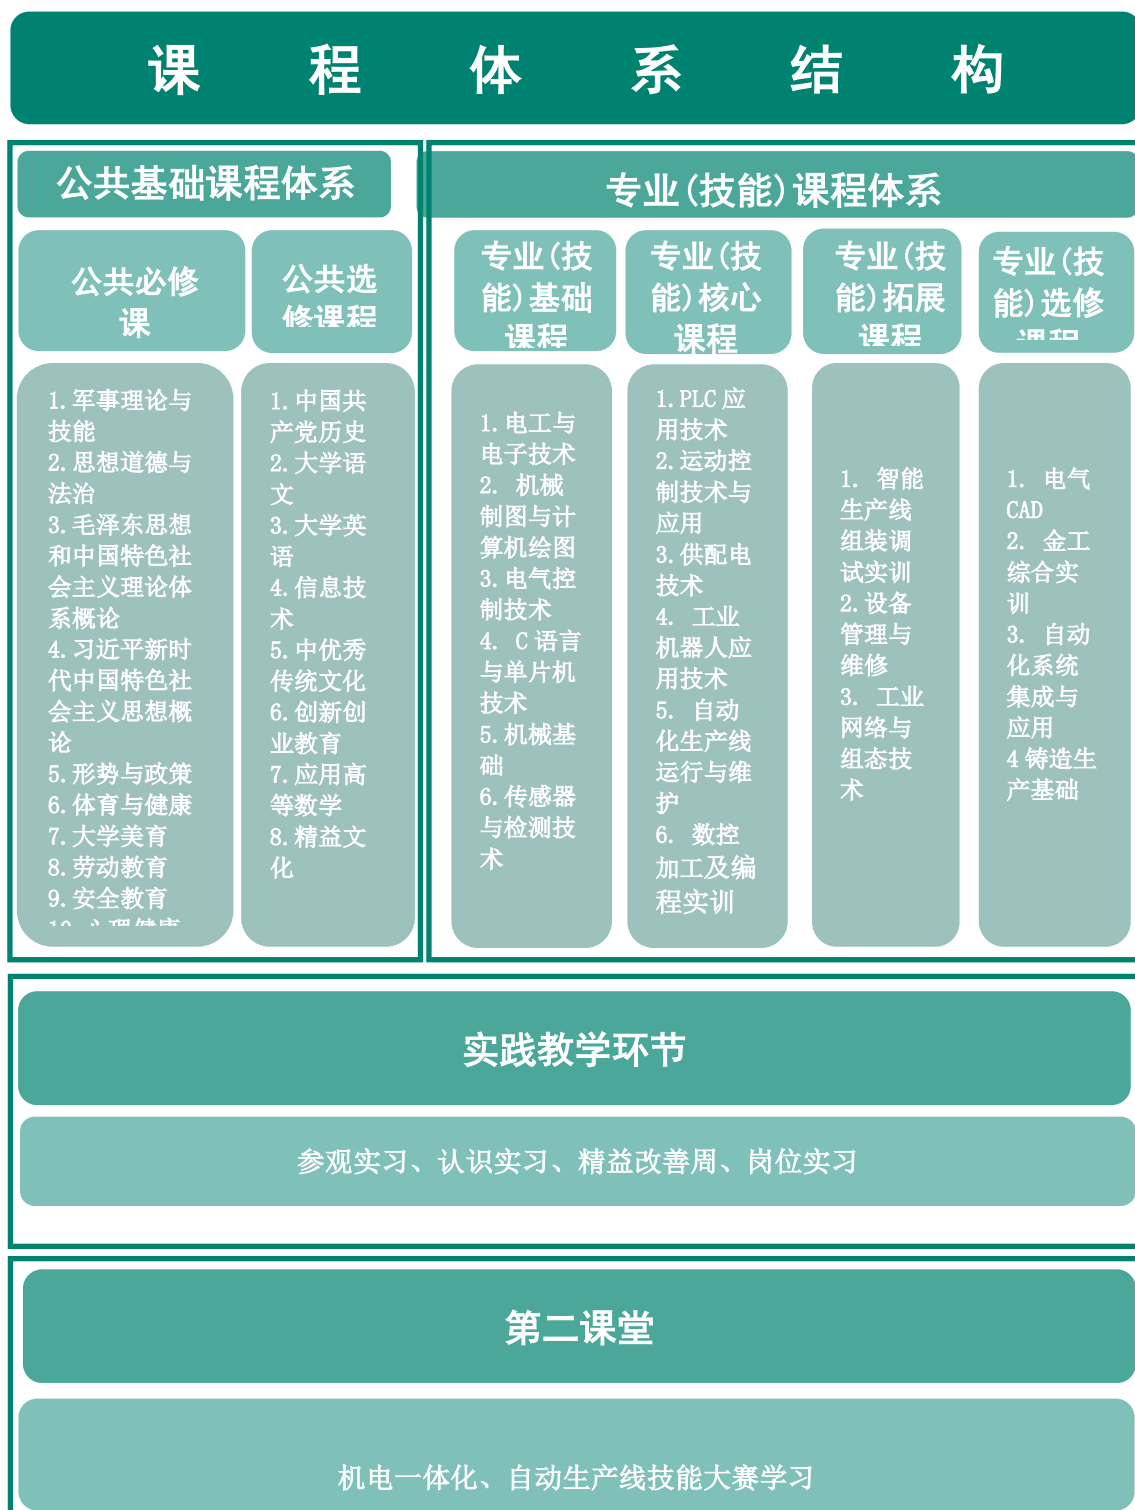 课程体系结构
公共基础课程体系
专业(技能)课程体系
公共必修
课
公共选
修课程
专业(技
能)基础
课程
专业(技
能)核心
课程
专业(技
能)拓展
课程
专业(技
能)选修
课程
1.军事理论与
技能
2.思想道德与
法治
3.毛泽东思想
和中国特色社
会主义理论体
系概论
4.习近平新时
代中国特色社
会主义思想概
论
5.形势与政策
6.体育与健康
7.大学美育
8.劳动教育
9.安全教育
10.心理健康
1.中国共
产党历史
2.大学语
文
3.大学英
语
4.信息技
术
5.中优秀
传统文化
6.创新创
业教育
7.应用高
等数学
8.精益文
化
1.电工与
电子技术
2. 机械
制图与计
算机绘图
3.电气控
制技术
4. C 语言
与单片机
技术
5.机械基
础
6.传感器
与检测技
术
1.PLC 应
用技术
2.运动控
制技术与
应用
3.供配电
技术
4. 工业
机器人应
用技术
5. 自动
化生产线
运行与维
护
6. 数控
加工及编
程实训
1. 智能
生产线
组装调
试实训
2.设备
管理与
维修
3. 工业
网络与
组态技
术
1. 电气
CAD
2. 金工
综合实
训
3. 自动
化系统
集成与
应用
4 铸造生
产基础
实践教学环节
参观实习、认识实习、精益改善周、岗位实习
第二课堂
机电一体化、自动生产线技能大赛学习